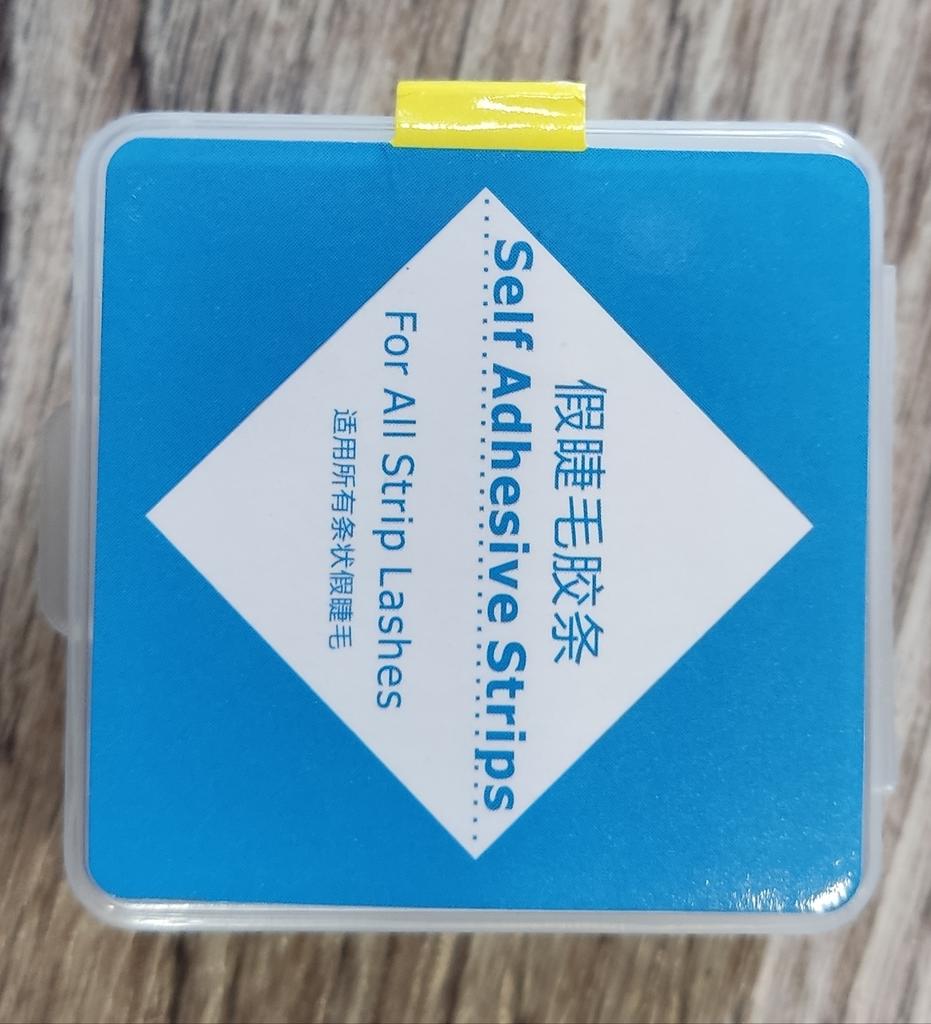 假睫毛胶条
Self Adhesive Strips
For All Strip Lashes
适用所有条状假睫毛